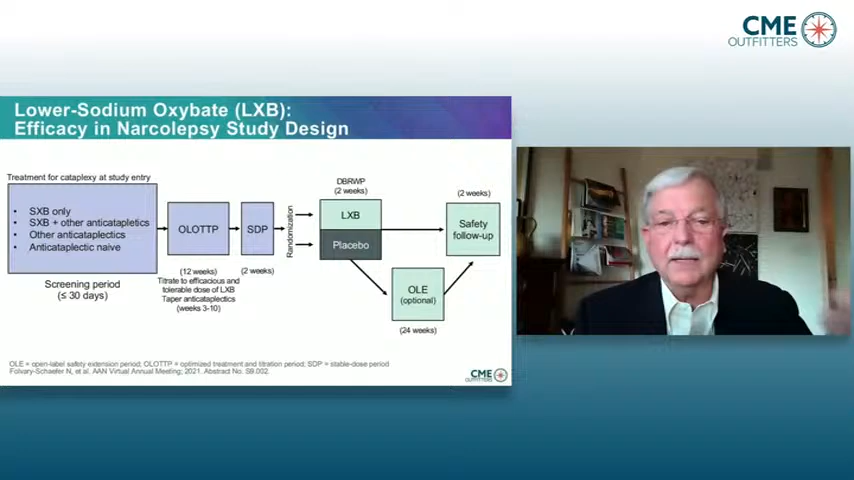 CME
OUTFITTERS
Lower-Sodium Oxybate (LXB):
Efficacy in Narcolepsy Study Design
Treatment for cataplexy at study entry
• SXB only
• SXB + other anticatapletics
• Other anticataplectics
• Anticataplectic naive
Screening period
(≤ 30 days)
OLOTTP
(12 weeks)
Titrate to efficacious and
tolerable dose of LXB
Taper anticataplectics
(weeks 3-10)
SDP
(2 weeks)
Randomization
DBRWP
(2 weeks)
LXB
Placebo
OLE
(optional)
(24 weeks)
(2 weeks)
Safety
follow-up
OLE = open-label safety extension period; OLOTTP = optimized treatment and titration period; SDP = stable-dose period
Folvary-Schaefer N, et al. AAN Virtual Annual Meeting; 2021. Abstract No. S9.002.
CME
OUTFITTERS